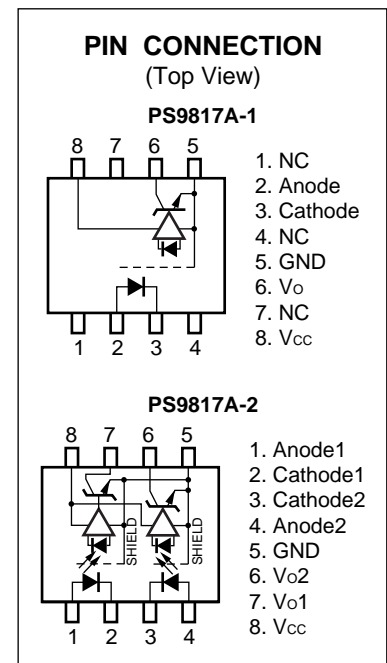 PIN CONNECTION
(Top View)
PS9817A-1
8 7 6 5
1. NC
2. Anode
3. Cathode
4. NC
5. GND
6. Vo
7. NC
8. Vcc
1 2 3 4
PS9817A-2
8 7 6 5
SHIELD
SHIELD
1. Anode1
2. Cathode1
3. Cathode2
4. Anode2
5. GND
6. Vo2
7. Vo1
8. Vcc
1 2 3 4